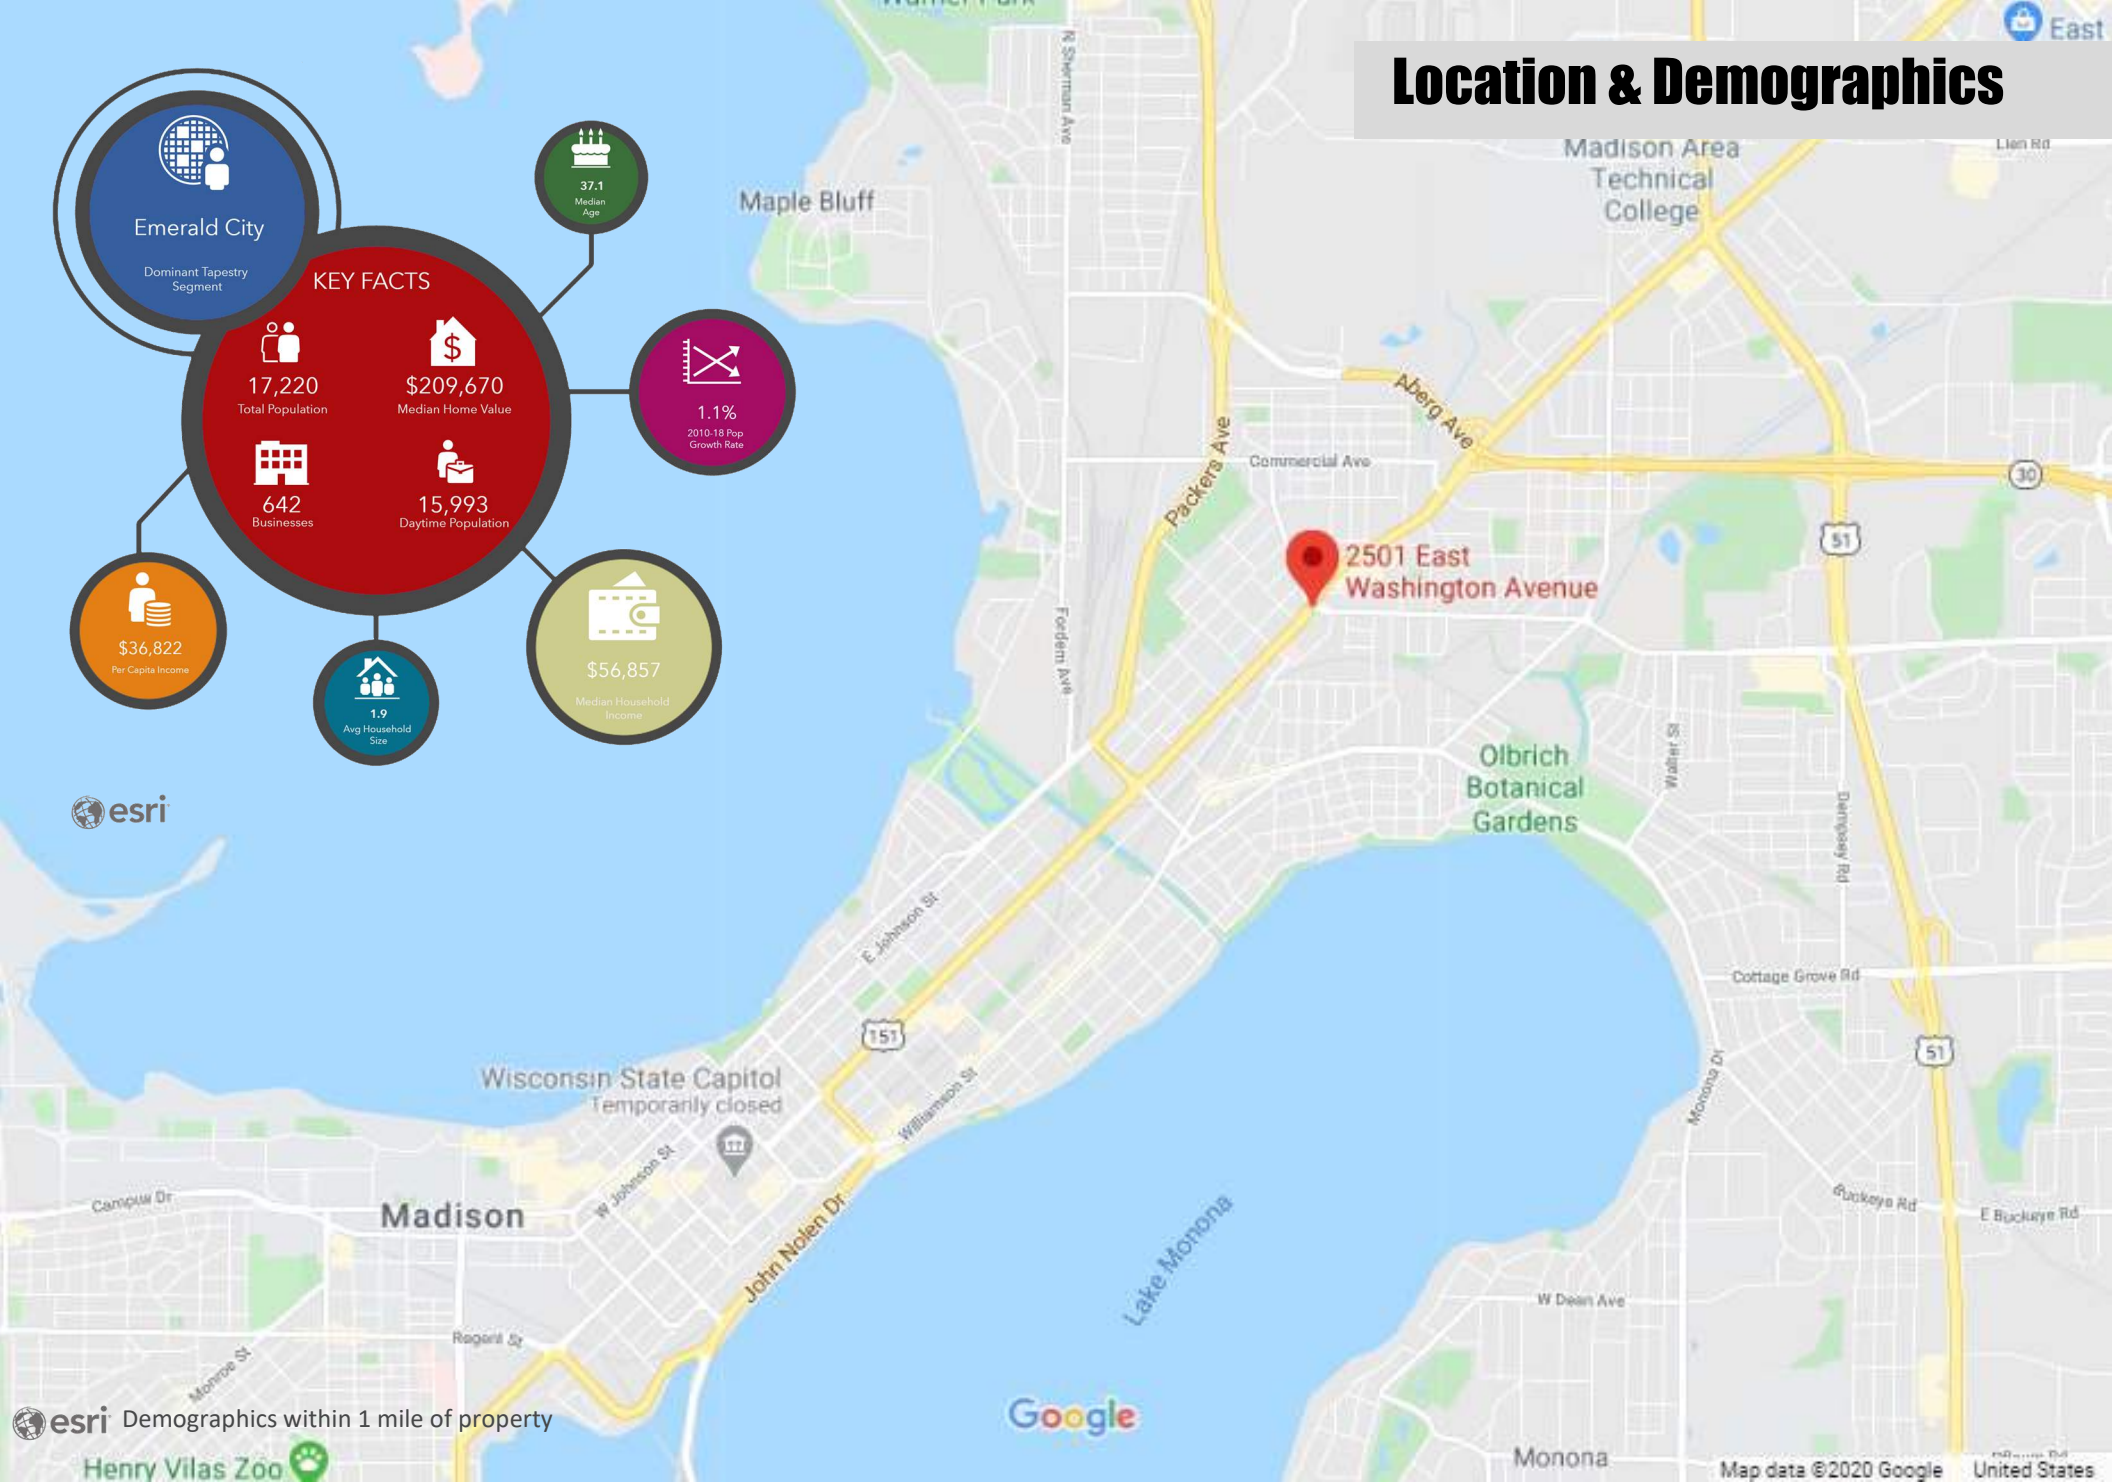 Location & Demographics
Emerald City
Dominant Tapestry
Segment
KEY FACTS
17,220
Total Population
$209,670
Median Home Value
642
Businesses
15,993
Daytime Population
37.1
Median
Age
1.1%
2010-18 Pop
Growth Rate
$36,822
Per Capita Income
1.9
Avg Household
Size
$56,857
Median Household
Income
esri
East
N Sherman Ave
Lien Rd
Madison Area
Technical
College
Maple Bluff
Aberg Ave
Packers Ave
Commercial Ave
30
51
2501 East
Washington Avenue
Fordem Ave
Olbrich
Botanical
Gardens
Walter St
Dempsey Rd
E Johnson St
Cottage Grove Rd
151
51
Wisconsin State Capitol
Temporarily closed
Williamson St
Monona Dr
W Johnson St
Campus Dr
Madison
John Nolen Dr
Lake Monona
Buckeye Rd
E Buckeye Rd
W Dean Ave
Regent St
Monroe St
esri Demographics within 1 mile of property
Google
Henry Vilas Zoo
Monona
Map data ©2020 Google United States